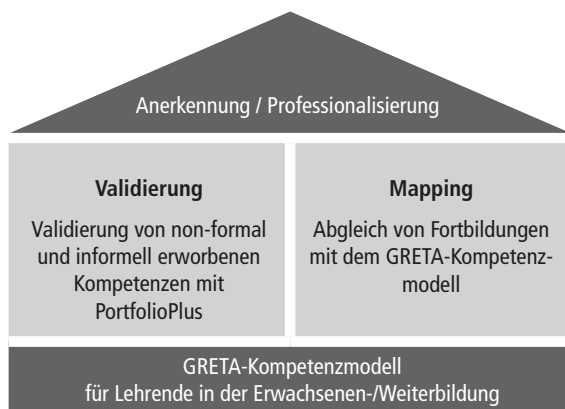 Anerkennung / Professionalisierung
Validierung
Validierung von non-formal
und informell erworbenen
Kompetenzen mit
PortfolioPlus
Mapping
Abgleich von Fortbildungen
mit dem GRETA-Kompetenz-
modell
GRETA-Kompetenzmodell
für Lehrende in der Erwachsenen-/Weiterbildung